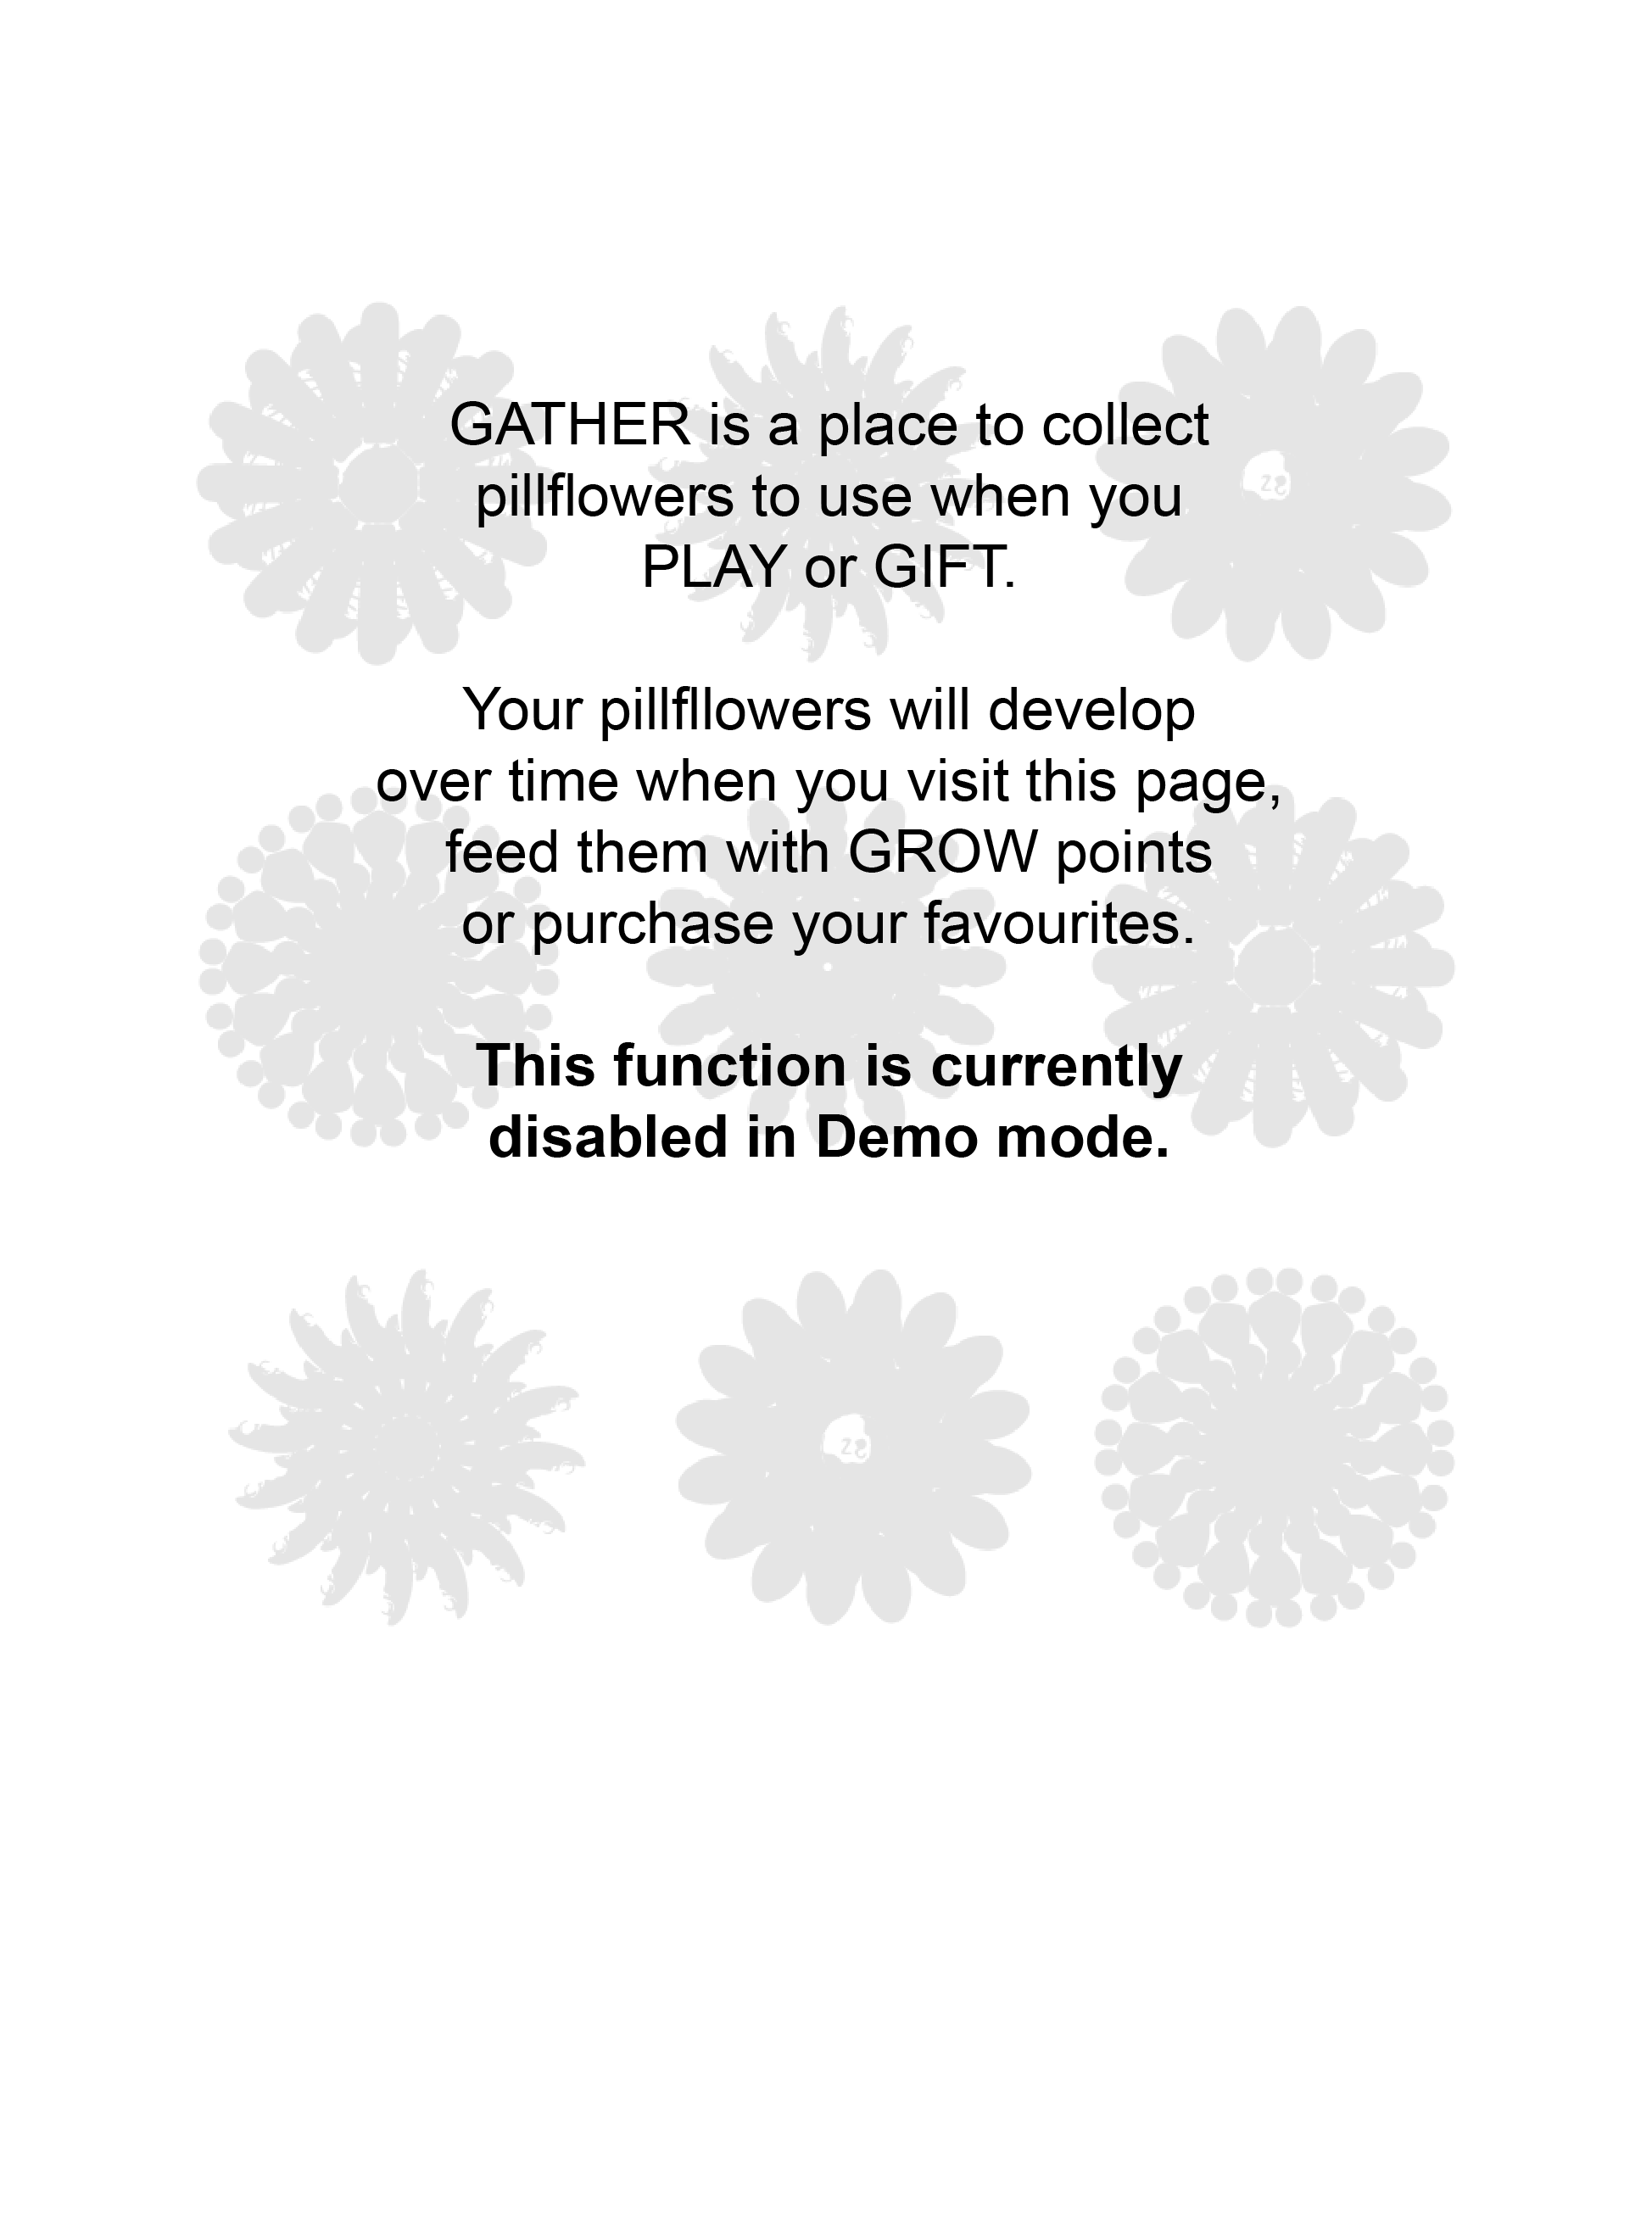 GATHER is a place to collect
pillflowers to use when you
PLAY or GIFT.
Your pillfllowers will develop
over time when you visit this page,
feed them with GROW points
or purchase your favourites.
This function is currently
disabled in Demo mode.